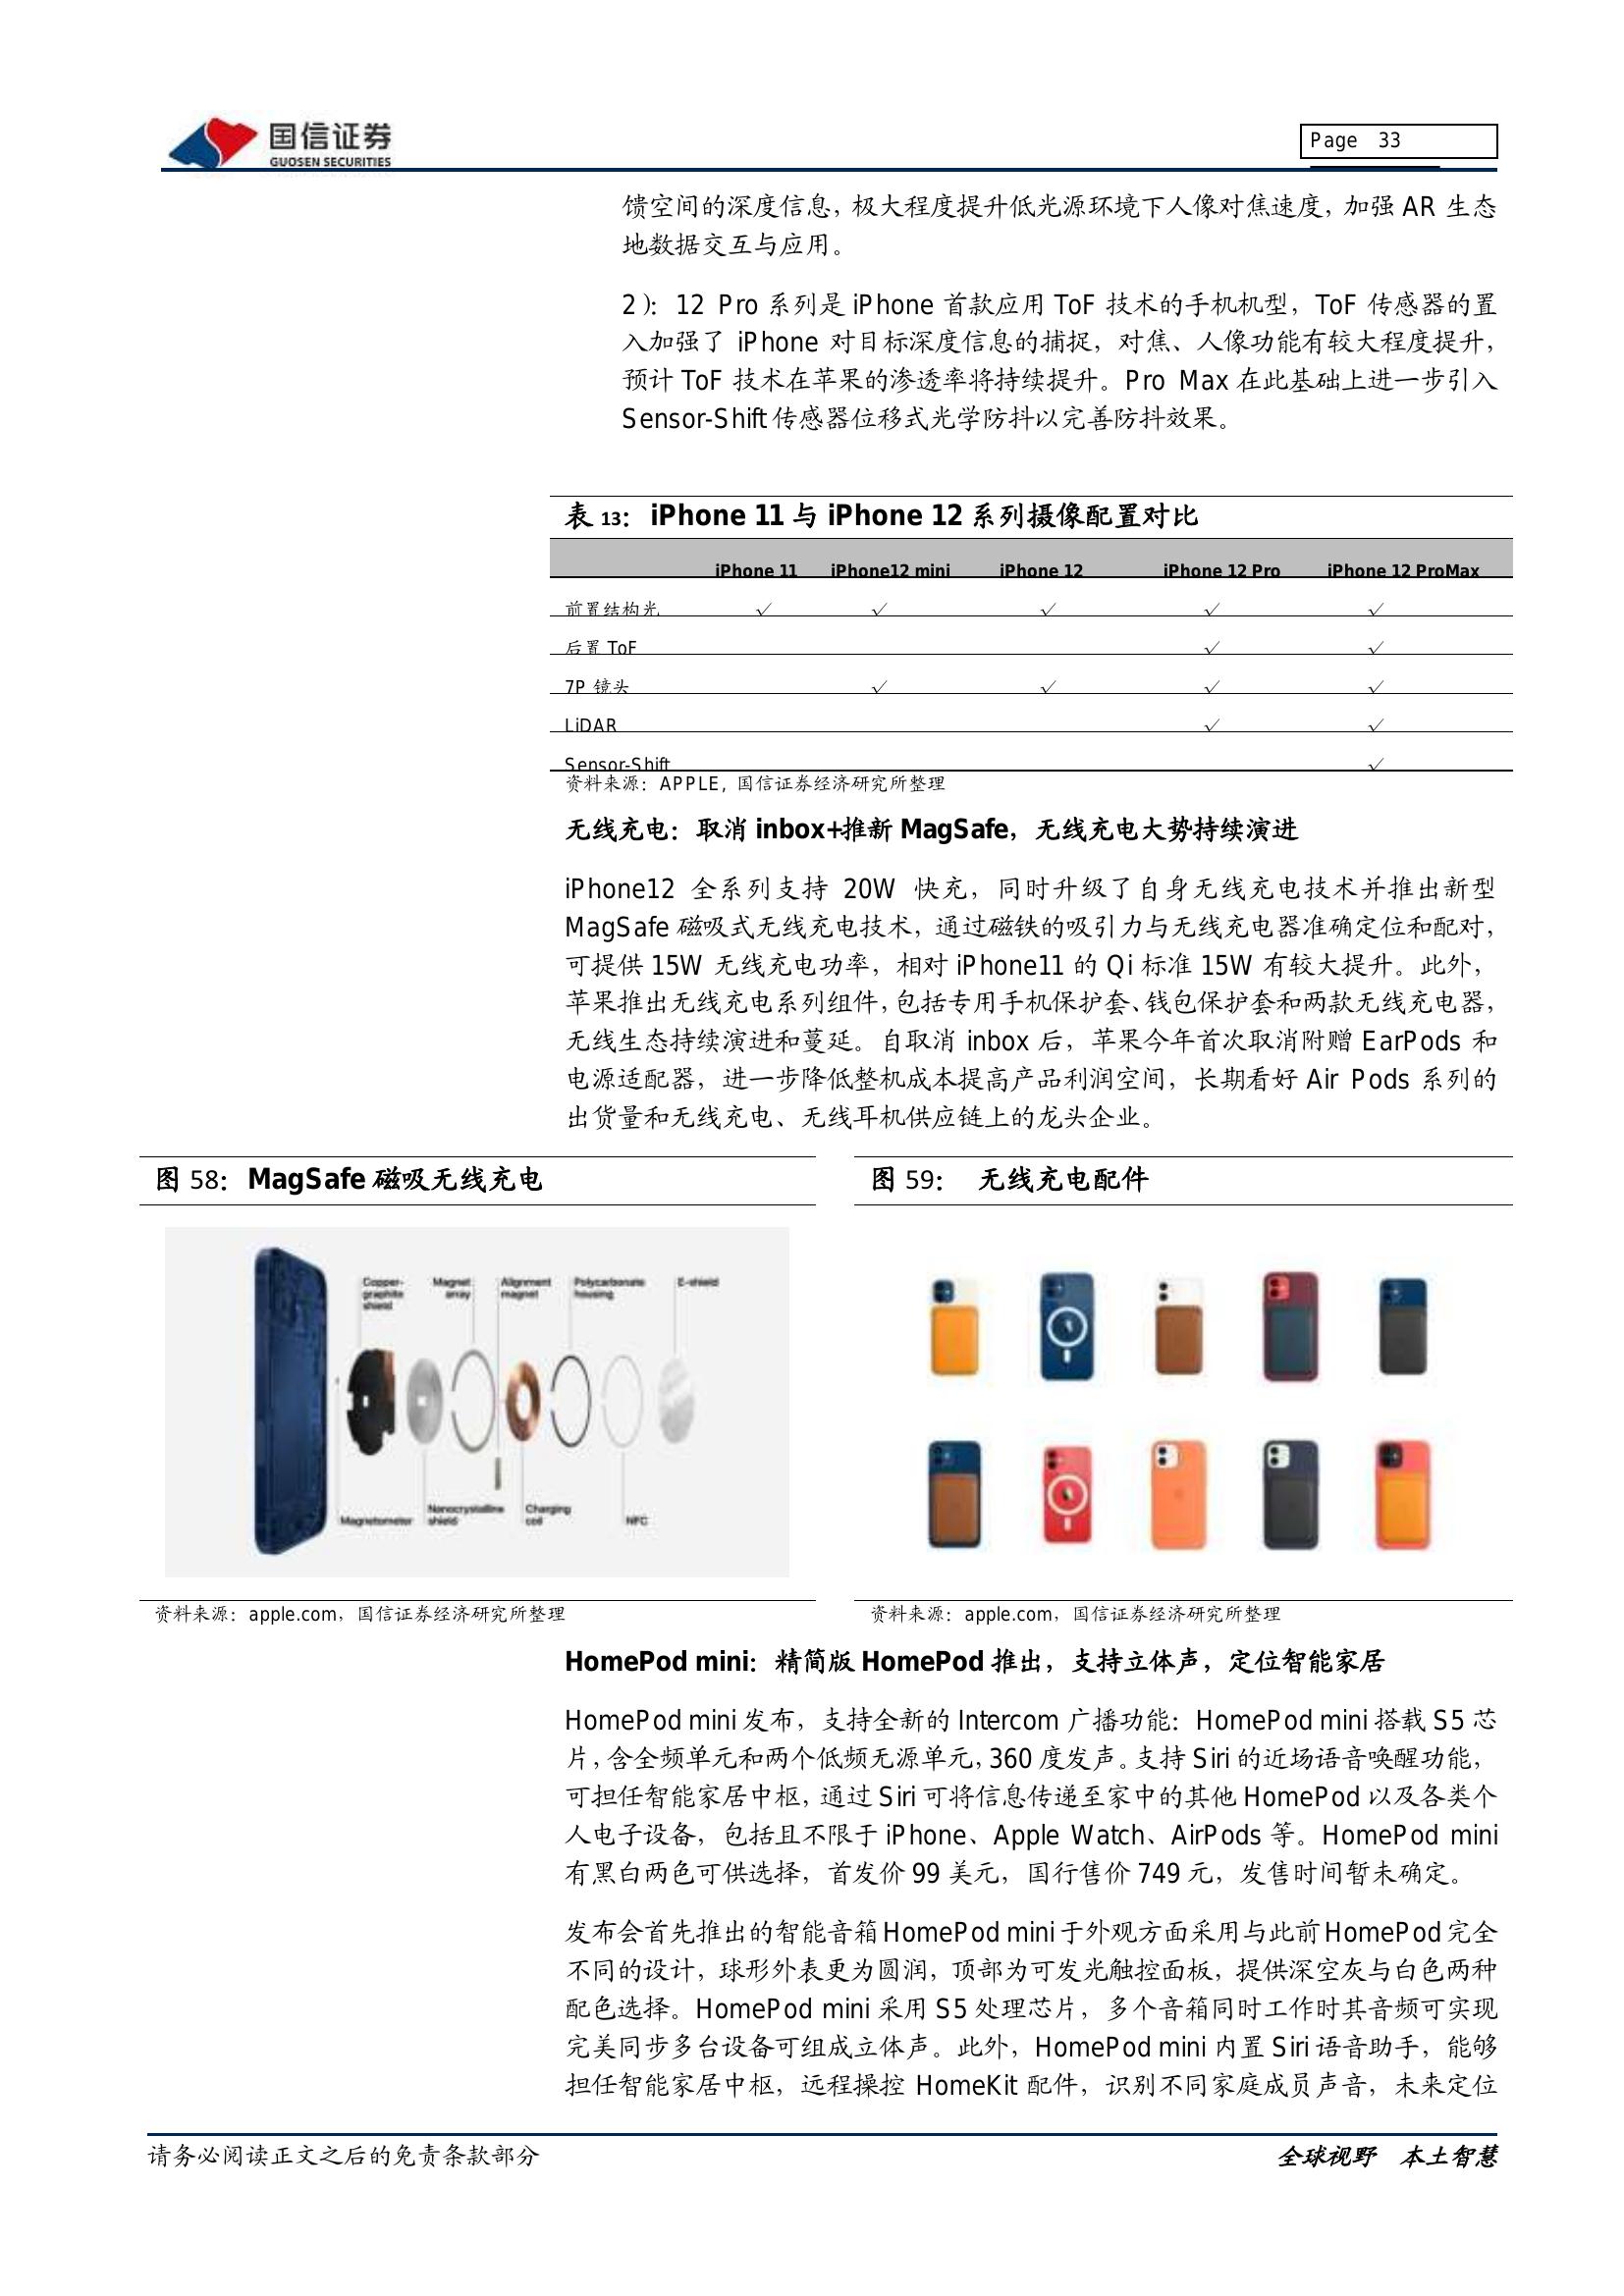 国信证券
GUOSEN SECURITIES
Page 33
馈空间的深度信息，极大程度提升低光源环境下人像对焦速度，加强 AR 生态
地数据交互与应用。
2）：12 Pro 系列是 iPhone 首款应用 ToF 技术的手机机型，ToF 传感器的置
入加强了 iPhone 对目标深度信息的捕捉，对焦、人像功能有较大程度提升，
预计 ToF 技术在苹果的渗透率将持续提升。Pro Max 在此基础上进一步引入
Sensor-Shift 传感器位移式光学防抖以完善防抖效果。
表 13： iPhone 11 与 iPhone 12 系列摄像配置对比
iPhone 11 iPhone12 mini iPhone 12 iPhone 12 Pro iPhone 12 ProMax
前置结构光 √ √ √ √ √
后置 ToF √ √
7P 镜头 √ √ √ √
LiDAR √ √
Sensor-Shift √
资料来源：APPLE, 国信证券经济研究所整理
无线充电：取消 inbox+推新 MagSafe，无线充电大势持续演进
iPhone12 全系列支持 20W 快充，同时升级了自身无线充电技术并推出新型
MagSafe 磁吸式无线充电技术，通过磁铁的吸引力与无线充电器准确定位和配对，
可提供 15W 无线充电功率，相对 iPhone11 的 Qi 标准 15W 有较大提升。此外，
苹果推出无线充电系列组件，包括专用手机保护套、钱包保护套和两款无线充电器，
无线生态持续演进和蔓延。自取消 inbox 后，苹果今年首次取消附赠 EarPods 和
电源适配器，进一步降低整机成本提高产品利润空间，长期看好 Air Pods 系列的
出货量和无线充电、无线耳机供应链上的龙头企业。
图 58： MagSafe 磁吸无线充电
图 59： 无线充电配件
Copper-graphite shield
Magnet array
Alignment magnet
Polycarbonate housing
E-shield
Magnetometer
Nanocrystalline shield
Charging coil
NFC
资料来源：apple.com，国信证券经济研究所整理
资料来源：apple.com，国信证券经济研究所整理
HomePod mini：精简版 HomePod 推出，支持立体声，定位智能家居
HomePod mini 发布，支持全新的 Intercom 广播功能：HomePod mini 搭载 S5 芯
片，含全频单元和两个低频无源单元，360 度发声。支持 Siri 的近场语音唤醒功能，
可担任智能家居中枢，通过 Siri 可将信息传递至家中的其他 HomePod 以及各类个
人电子设备，包括且不限于 iPhone、Apple Watch、AirPods 等。HomePod mini
有黑白两色可供选择，首发价 99 美元，国行售价 749 元，发售时间暂未确定。
发布会首先推出的智能音箱 HomePod mini 于外观方面采用与此前 HomePod 完全
不同的设计，球形外表更为圆润，顶部为可发光触控面板，提供深空灰与白色两种
配色选择。HomePod mini 采用 S5 处理芯片，多个音箱同时工作时其音频可实现
完美同步多台设备可组成立体声。此外，HomePod mini 内置 Siri 语音助手，能够
担任智能家居中枢，远程操控 HomeKit 配件，识别不同家庭成员声音，未来定位
请务必阅读正文之后的免责条款部分
全球视野 本土智慧